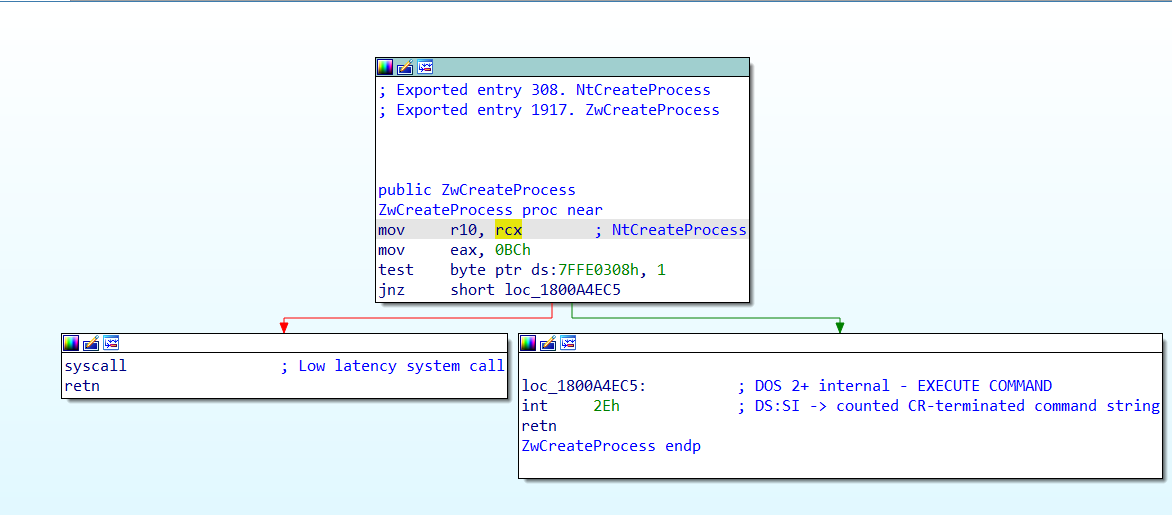 ; Exported entry 308. NtCreateProcess
; Exported entry 1917. ZwCreateProcess
public ZwCreateProcess
ZwCreateProcess proc near
mov r10, rcx ; NtCreateProcess
mov eax, 0BCh
test byte ptr ds:7FFE0308h, 1
jnz short loc_1800A4EC5
syscall ; Low latency system call
retn
loc_1800A4EC5: ; DOS 2+ internal - EXECUTE COMMAND
int 2Eh ; DS:SI -> counted CR-terminated command string
retn
ZwCreateProcess endp